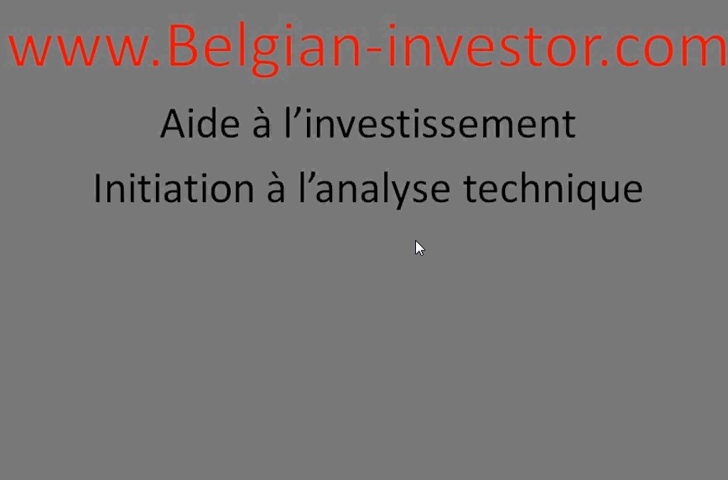 www.Belgian-investor.com
Aide à l’investissement
Initiation à l’analyse technique